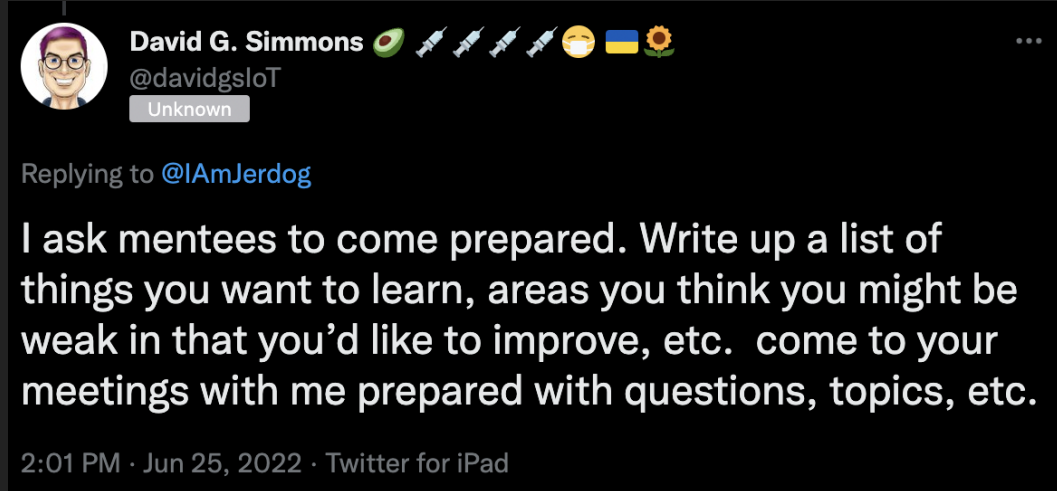 David G. Simmons 🥑 💉💉💉💉😷 🇺🇦🌻
@davidgsIoT
Unknown
Replying to @IAmJerdog
I ask mentees to come prepared. Write up a list of
things you want to learn, areas you think you might be
weak in that you’d like to improve, etc.  come to your
meetings with me prepared with questions, topics, etc.
2:01 PM · Jun 25, 2022 · Twitter for iPad